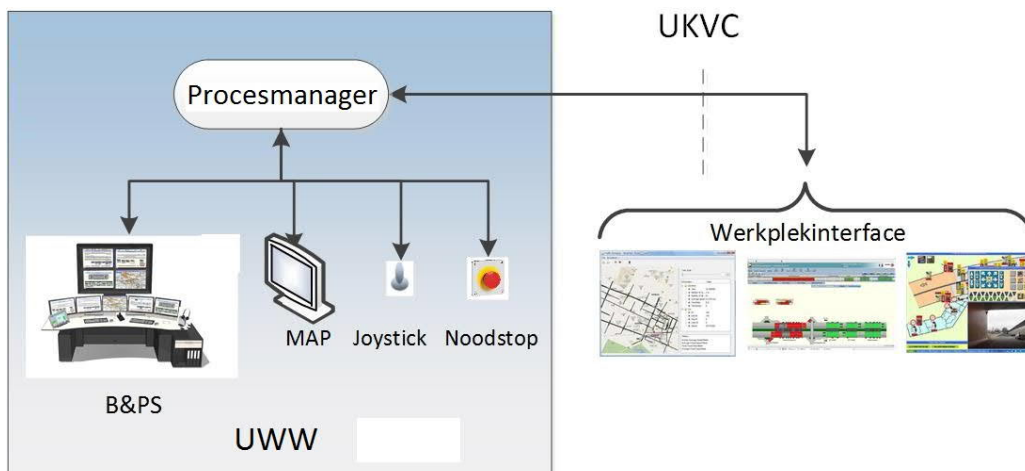 UKVC
Procesmanager
Werkplekinterface
MAP
Joystick
Noodstop
B&PS
UWW